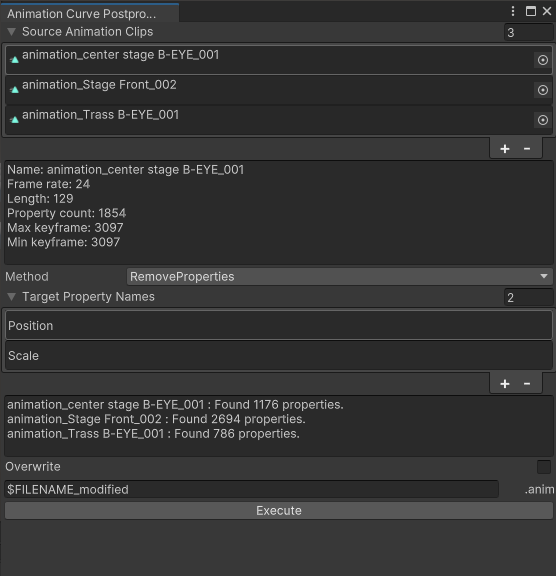 Animation Curve Postpro...
Source Animation Clips
3
animation_center stage B-EYE_001
animation_Stage Front_002
animation_Trass B-EYE_001
+ -
Name: animation_center stage B-EYE_001
Frame rate: 24
Length: 129
Property count: 1854
Max keyframe: 3097
Min keyframe: 3097
Method RemoveProperties
Target Property Names
2
Position
Scale
+ -
animation_center stage B-EYE_001 : Found 1176 properties.
animation_Stage Front_002 : Found 2694 properties.
animation_Trass B-EYE_001 : Found 786 properties.
Overwrite
$FILENAME_modified .anim
Execute